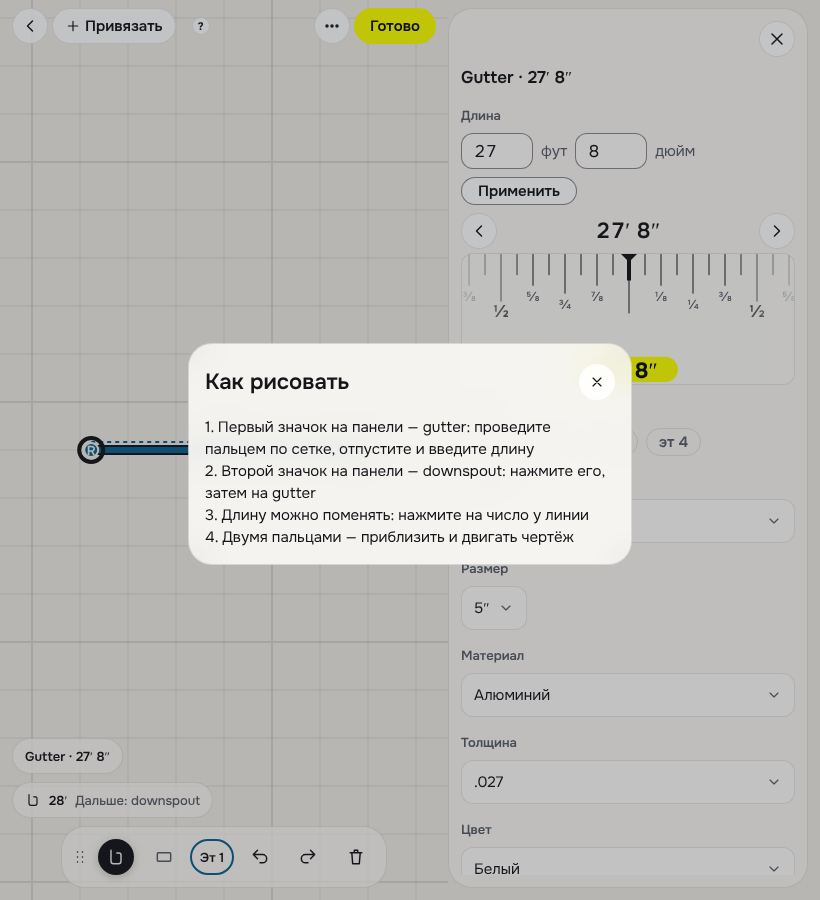 Привязать
?
Готово
Gutter · 27′ 8″
Длина
27 фут 8 дюйм
Применить
27′ 8″
⅜ ½ ⅝ ¾ ⅞ ⅛ ¼ ⅜ ½ ⅝
8″
Как рисовать
1. Первый значок на панели — gutter: проведите
пальцем по сетке, отпустите и введите длину
2. Второй значок на панели — downspout: нажмите его,
затем на gutter
3. Длину можно поменять: нажмите на число у линии
4. Двумя пальцами — приблизить и двигать чертёж
R
эт 4
Размер
5″
Материал
Алюминий
Толщина
.027
Цвет
Белый
Gutter · 27′ 8″
28′ Дальше: downspout
Эт 1